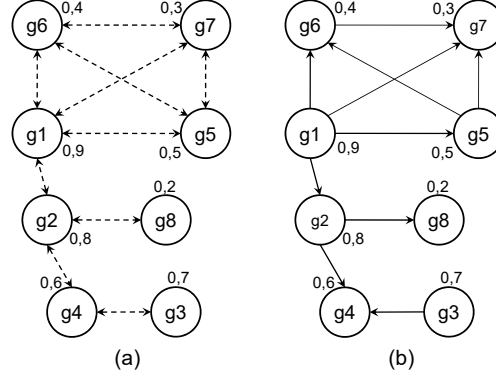 0,4 0,3 0,4 0,3
g6 g7 g6 g7
g1 g5 g1 g5
0,5 0,9 0,5
0,2 0,2
g2 g8 g2 g8
0,8 0,8
0,6 0,7 0,6 0,7
g4 g3 g4 g3
(a) (b)